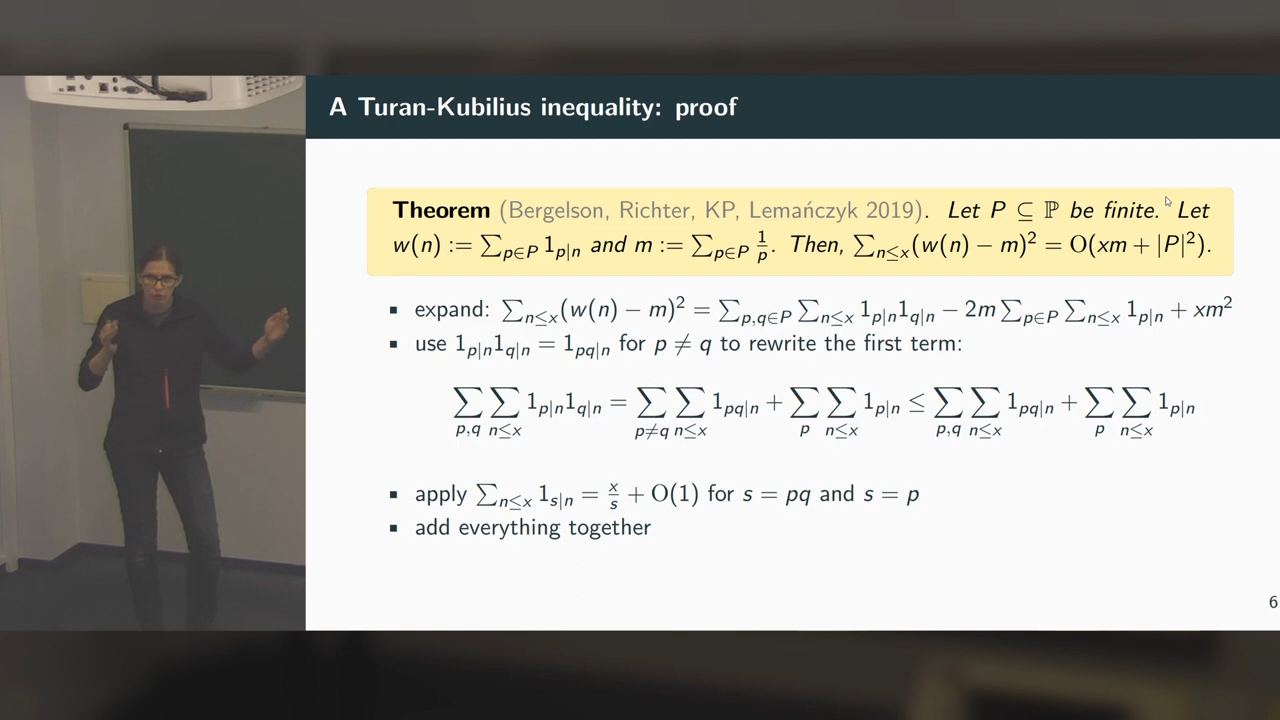 A Turan-Kubilius inequality: proof
Theorem (Bergelson, Richter, KP, Lemańczyk 2019). Let P ⊆ ℙ be finite. Let
w(n) := ∑_{p∈P} 1_{p|n} and m := ∑_{p∈P} 1/p. Then, ∑_{n≤x}(w(n) − m)² = O(xm + |P|²).
▪ expand: ∑_{n≤x}(w(n) − m)² = ∑_{p,q∈P} ∑_{n≤x} 1_{p|n}1_{q|n} − 2m ∑_{p∈P} ∑_{n≤x} 1_{p|n} + xm²
▪ use 1_{p|n}1_{q|n} = 1_{pq|n} for p ≠ q to rewrite the first term:
∑_{p,q} ∑_{n≤x} 1_{p|n}1_{q|n} = ∑_{p≠q} ∑_{n≤x} 1_{pq|n} + ∑_{p} ∑_{n≤x} 1_{p|n} ≤ ∑_{p,q} ∑_{n≤x} 1_{pq|n} + ∑_{p} ∑_{n≤x} 1_{p|n}
▪ apply ∑_{n≤x} 1_{s|n} = x/s + O(1) for s = pq and s = p
▪ add everything together
6